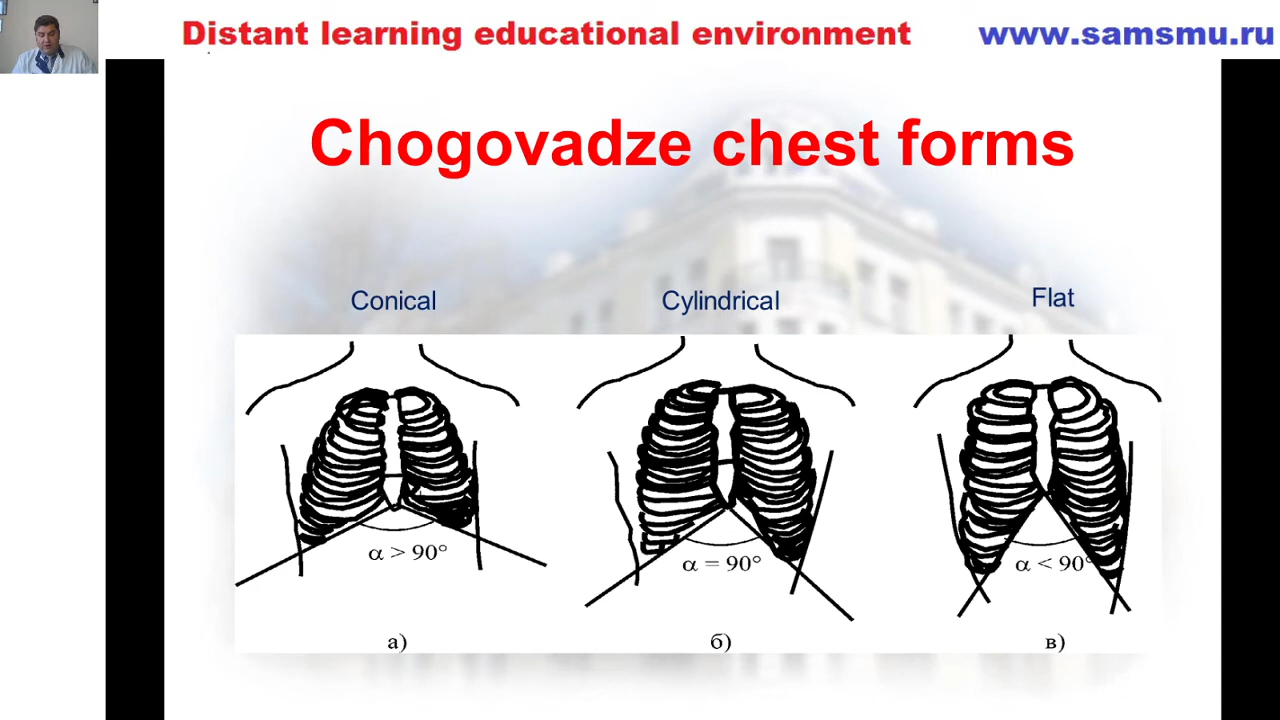 Distant learning educational environment www.samsmu.ru
Chogovadze chest forms
Conical Cylindrical Flat
α > 90° α = 90° α < 90°
а) б) в)